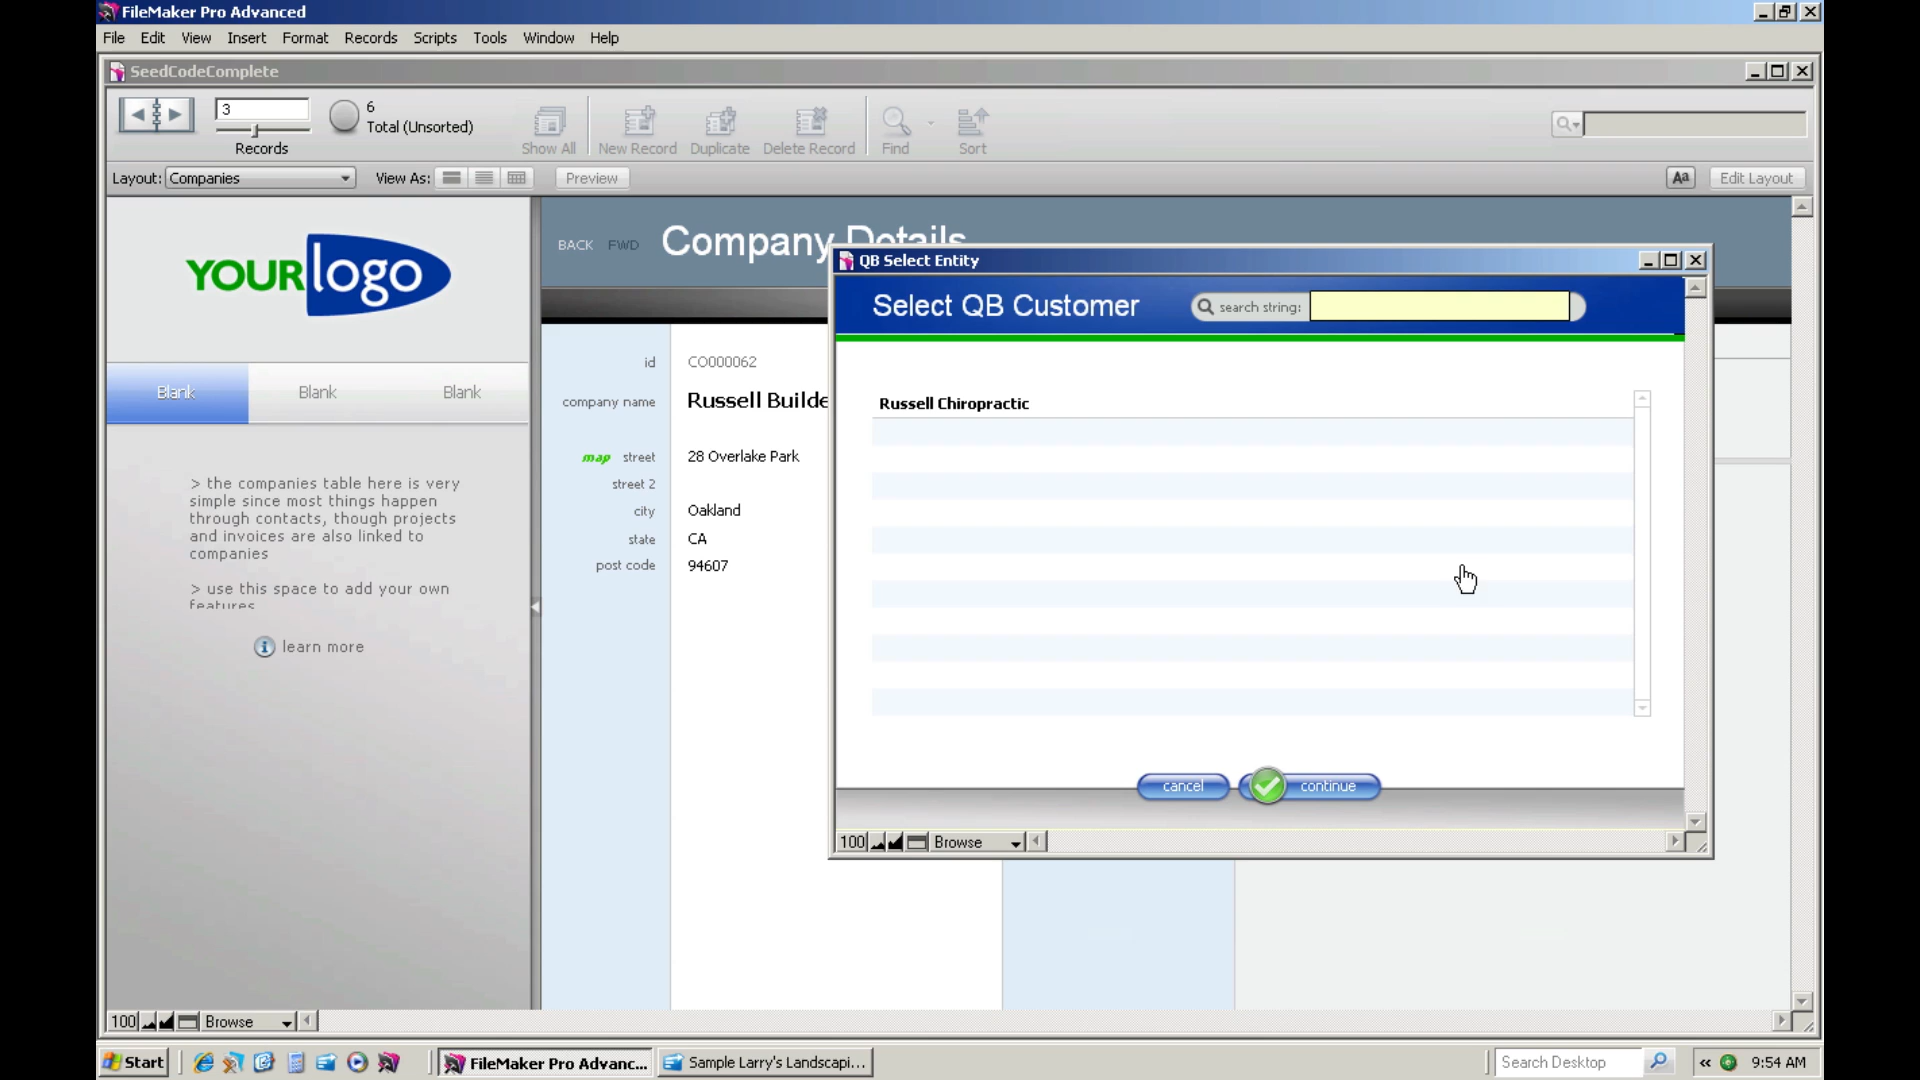 FileMaker Pro Advanced
File Edit View Insert Format Records Scripts Tools Window Help
SeedCodeComplete
3
6
Total (Unsorted)
Records
Show All
New Record
Duplicate
Delete Record
Find
Sort
Layout: Companies
View As:
Preview
Aa
Edit Layout
YOUR logo
BACK FWD
Company Details
Blank Blank Blank
> the companies table here is very
simple since most things happen
through contacts, though projects
and invoices are also linked to
companies
> use this space to add your own
features
learn more
id CO000062
company name Russell Builde
map street 28 Overlake Park
street 2
city Oakland
state CA
post code 94607
QB Select Entity
Select QB Customer
search string:
Russell Chiropractic
cancel
continue
100 Browse
100 Browse
Start
FileMaker Pro Advanc...
Sample Larry's Landscapi...
Search Desktop
«
9:54 AM